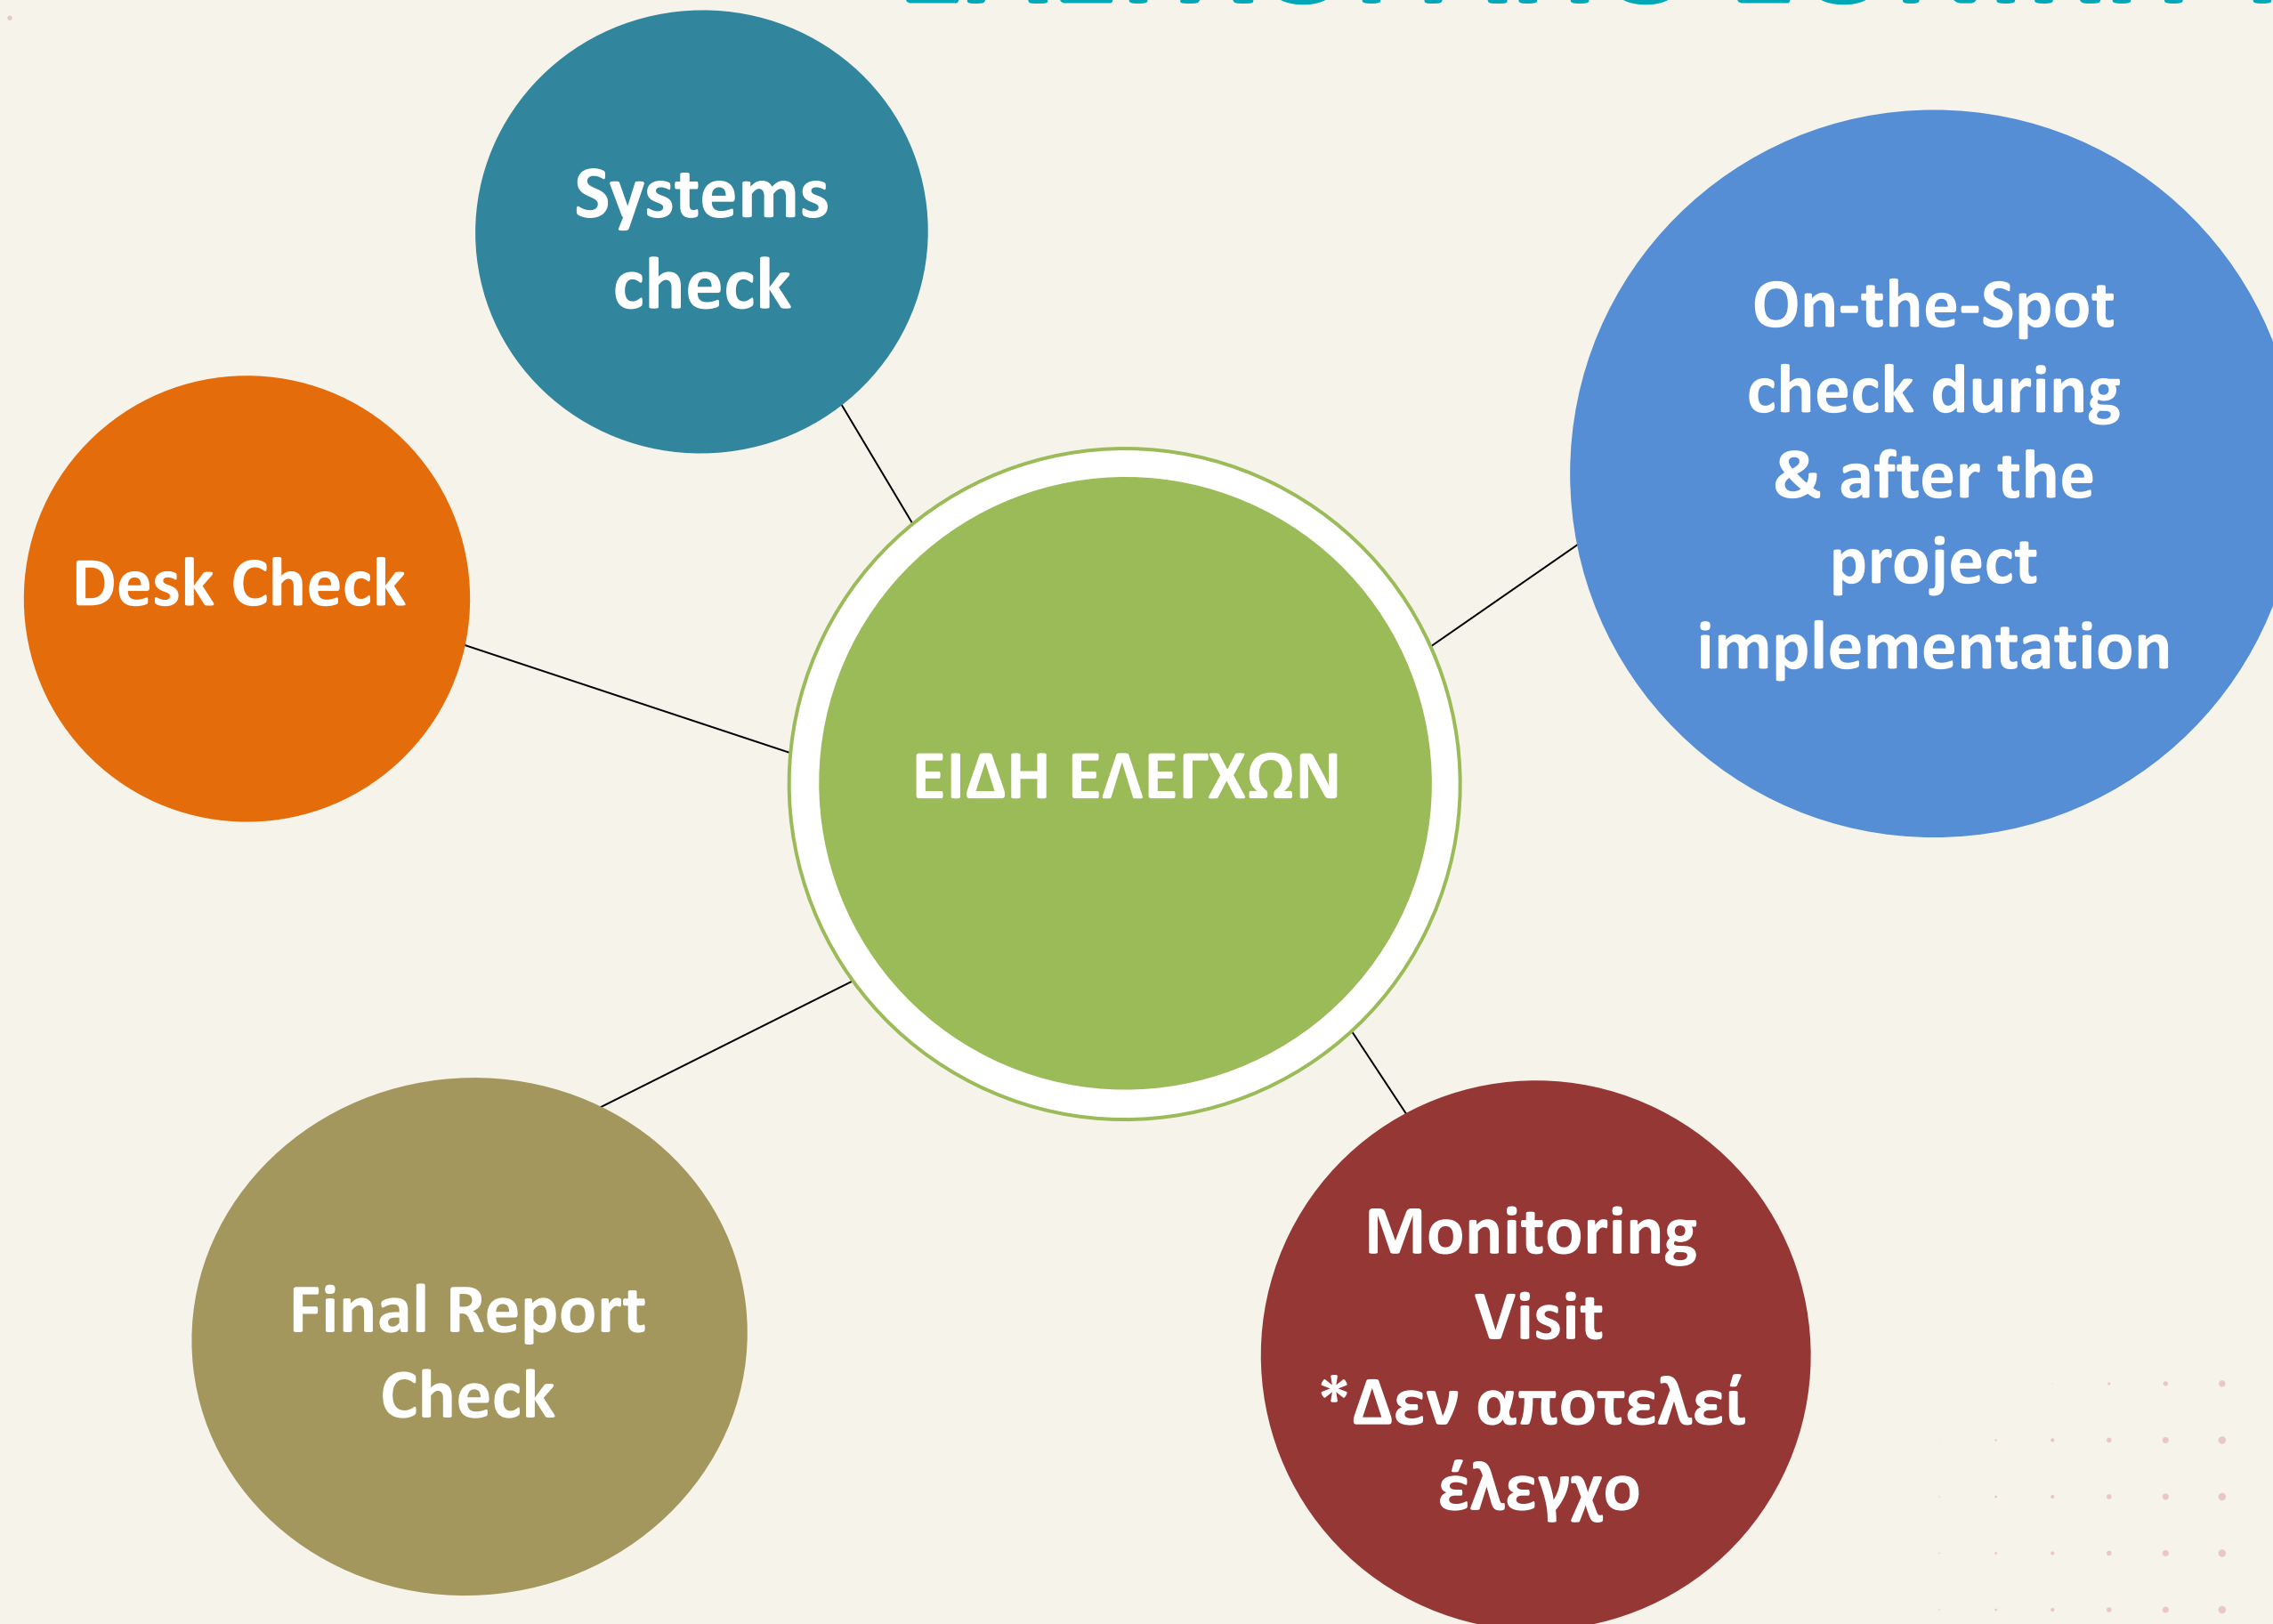 Systems
check
On-the-Spot
check during
& after the
project
implementation
Desk Check
ΕΙΔΗ ΕΛΕΓΧΩΝ
Final Report
Check
Monitoring
Visit
*Δεν αποτελεί
έλεγχο